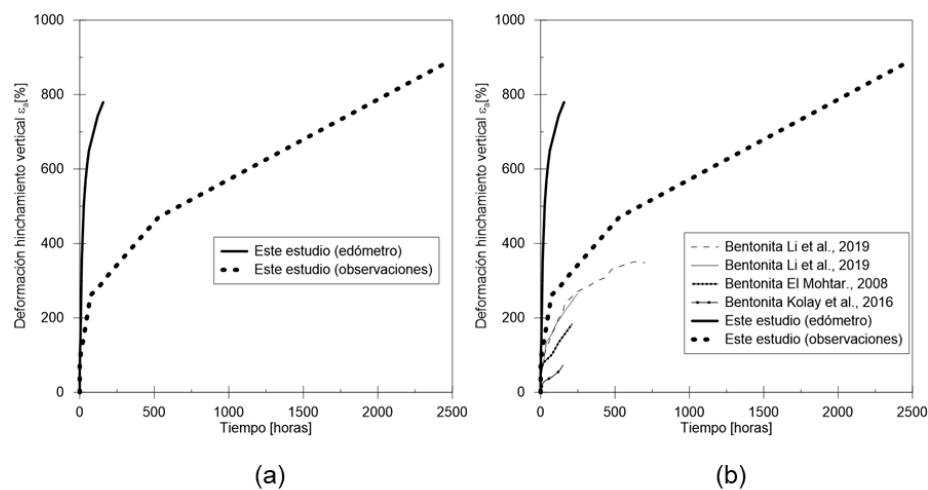 1000
800
600
400
200
0
Deformación hinchamiento vertical εa[%]
0 500 1000 1500 2000 2500
Tiempo [horas]
Este estudio (edómetro)
Este estudio (observaciones)
(a)
1000
800
600
400
200
0
Deformación hinchamiento vertical εa[%]
0 500 1000 1500 2000 2500
Tiempo [horas]
Bentonita Li et al., 2019
Bentonita Li et al., 2019
Bentonita El Mohtar., 2008
Bentonita Kolay et al., 2016
Este estudio (edómetro)
Este estudio (observaciones)
(b)